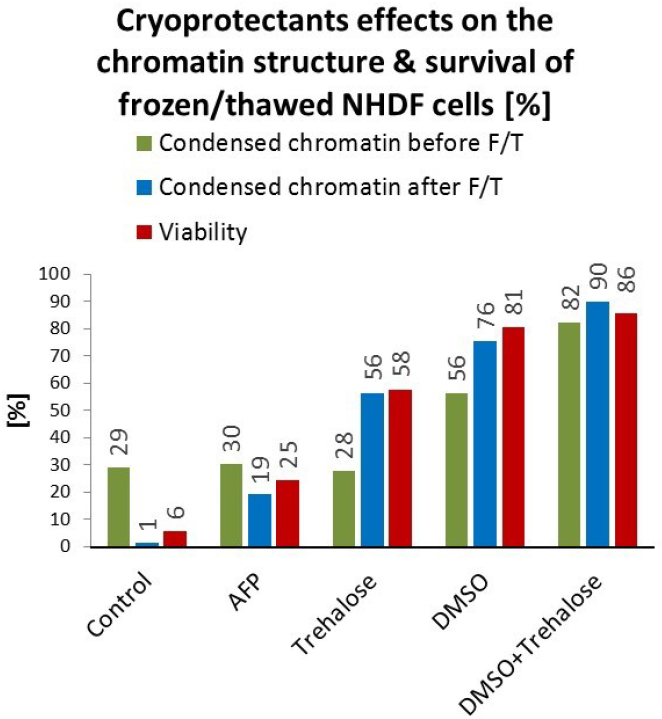 Cryoprotectants effects on the
chromatin structure & survival of
frozen/thawed NHDF cells [%]
Condensed chromatin before F/T
Condensed chromatin after F/T
Viability
[%]
100
90
80
70
60
50
40
30
20
10
0
29
1
6
30
19
25
28
56
58
56
76
81
82
90
86
Control
AFP
Trehalose
DMSO
DMSO+Trehalose